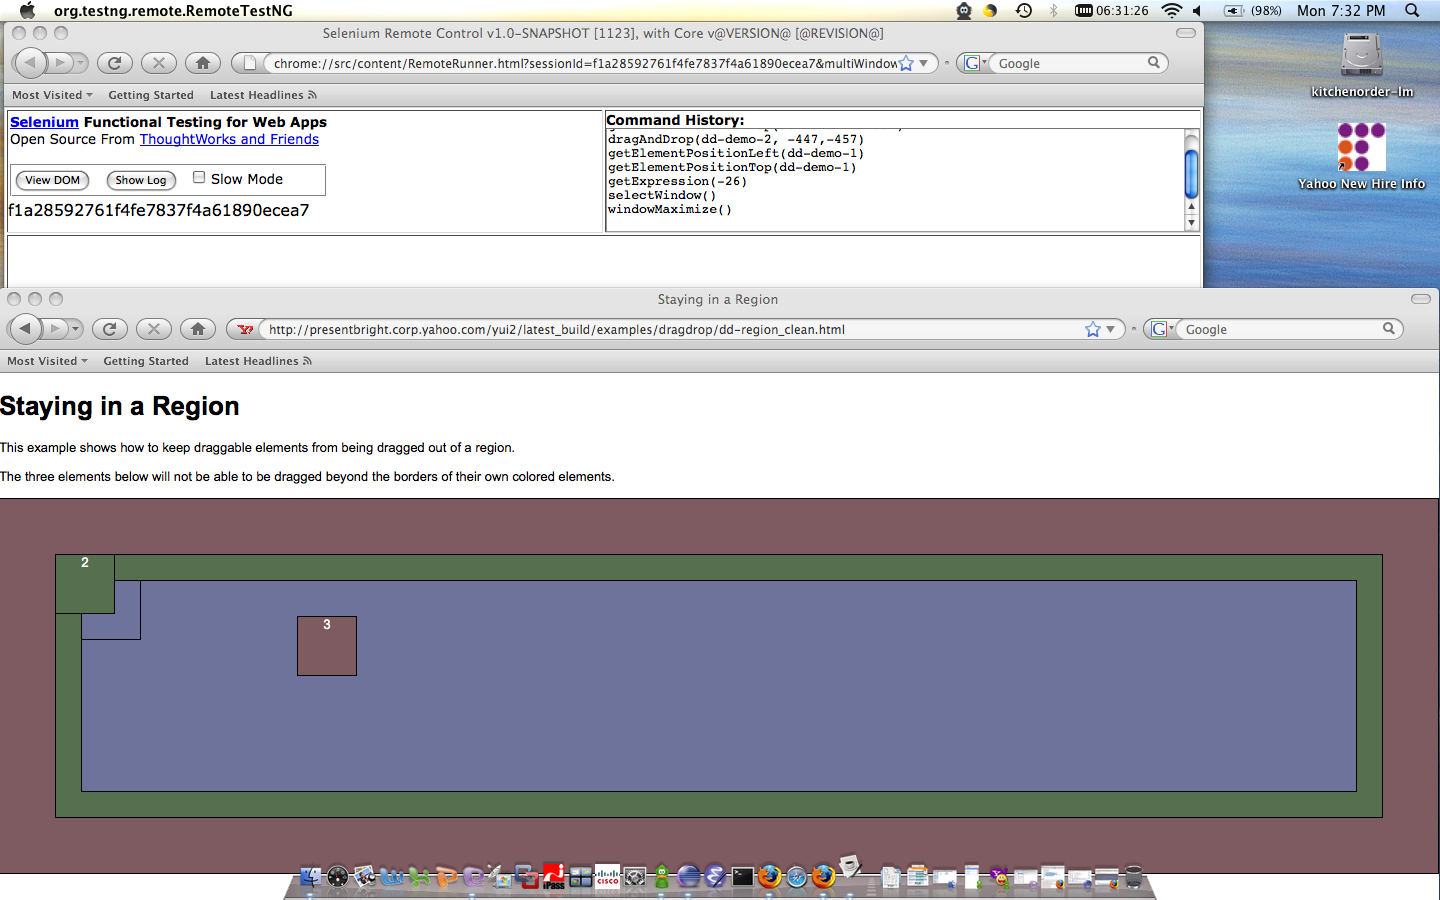 org.testng.remote.RemoteTestNG
06:31:26
(98%)
Mon 7:32 PM
Selenium Remote Control v1.0-SNAPSHOT [1123], with Core v@VERSION@ [@REVISION@]
chrome://src/content/RemoteRunner.html?sessionId=f1a28592761f4fe7837f4a61890ecea7&multiWindow
G
Google
Most Visited
Getting Started
Latest Headlines
Selenium Functional Testing for Web Apps
Open Source From ThoughtWorks and Friends
View DOM
Show Log
Slow Mode
f1a28592761f4fe7837f4a61890ecea7
Command History:
dragAndDrop(dd-demo-2, -447,-457)
getElementPositionLeft(dd-demo-1)
getElementPositionTop(dd-demo-1)
getExpression(-26)
selectWindow()
windowMaximize()
kitchenorder-lm
Yahoo New Hire Info
Staying in a Region
Y!
http://presentbright.corp.yahoo.com/yui2/latest_build/examples/dragdrop/dd-region_clean.html
G
Google
Most Visited
Getting Started
Latest Headlines
Staying in a Region
This example shows how to keep draggable elements from being dragged out of a region.
The three elements below will not be able to be dragged beyond the borders of their own colored elements.
2
3
iPass
CISCO